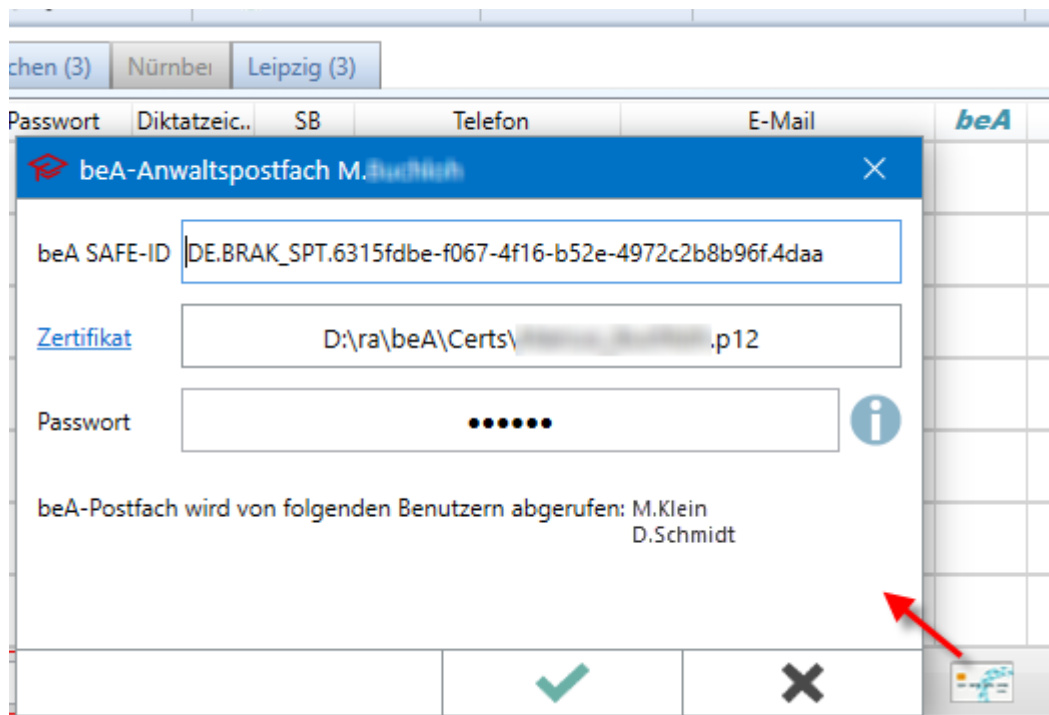 chen (3) Nürnber Leipzig (3)
Passwort Diktatzeic.. SB Telefon E-Mail beA
beA-Anwaltspostfach M.
beA SAFE-ID DE.BRAK_SPT.6315fdbe-f067-4f16-b52e-4972c2b8b96f.4daa
Zertifikat D:\ra\beA\Certs\ .p12
Passwort ••••••
beA-Postfach wird von folgenden Benutzern abgerufen: M.Klein
D.Schmidt